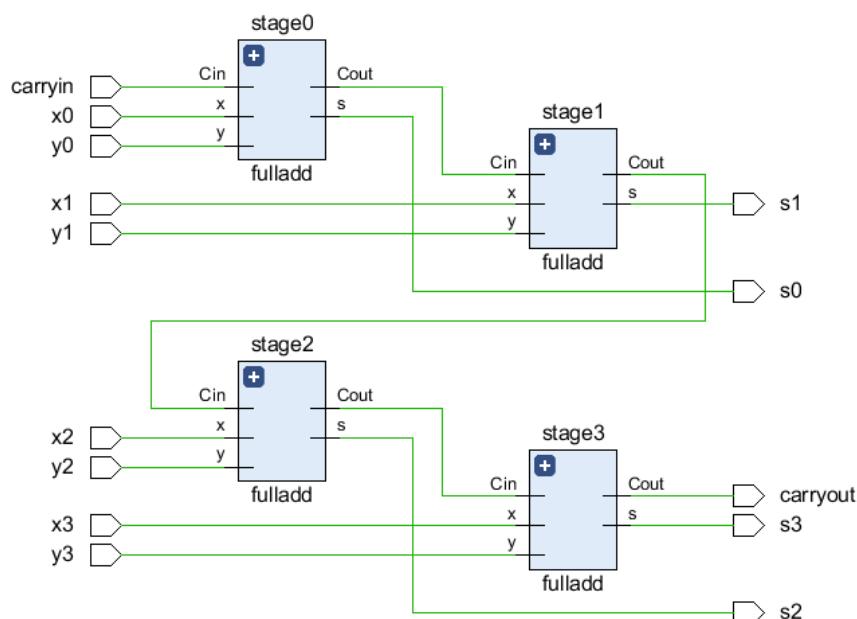 stage0
carryin
Cin
Cout
x0
x
s
y0
y
fulladd
stage1
Cin
Cout
x1
x
s
s1
y1
y
fulladd
s0
stage2
Cin
Cout
x2
x
s
y2
y
fulladd
stage3
Cin
Cout
carryout
x3
x
s
s3
y3
y
fulladd
s2